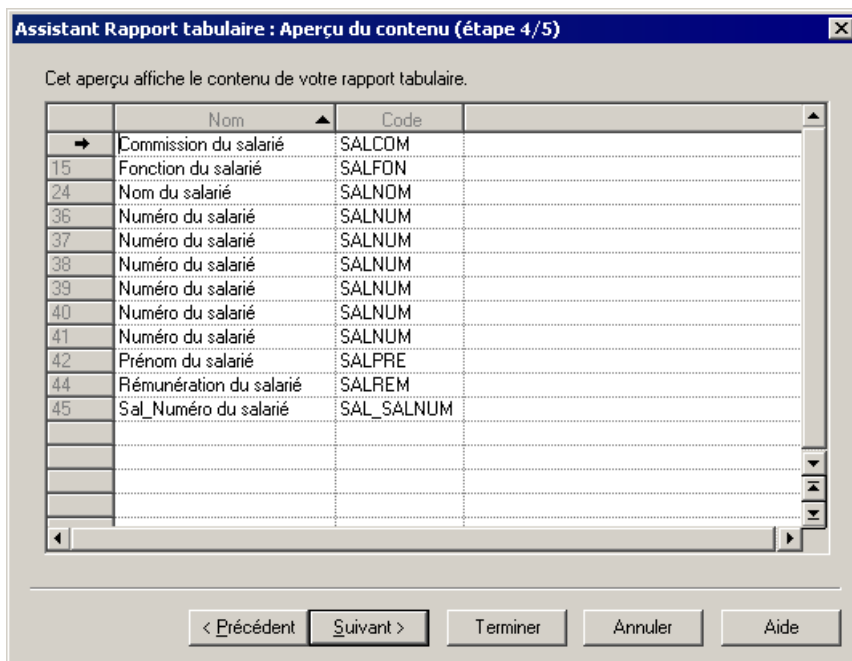 Assistant Rapport tabulaire : Aperçu du contenu (étape 4/5)
Cet aperçu affiche le contenu de votre rapport tabulaire.
Nom Code
Commission du salarié SALCOM
15 Fonction du salarié SALFON
24 Nom du salarié SALNOM
36 Numéro du salarié SALNUM
37 Numéro du salarié SALNUM
38 Numéro du salarié SALNUM
39 Numéro du salarié SALNUM
40 Numéro du salarié SALNUM
41 Numéro du salarié SALNUM
42 Prénom du salarié SALPRE
44 Rémunération du salarié SALREM
45 Sal_Numéro du salarié SAL_SALNUM
< Précédent Suivant > Terminer Annuler Aide